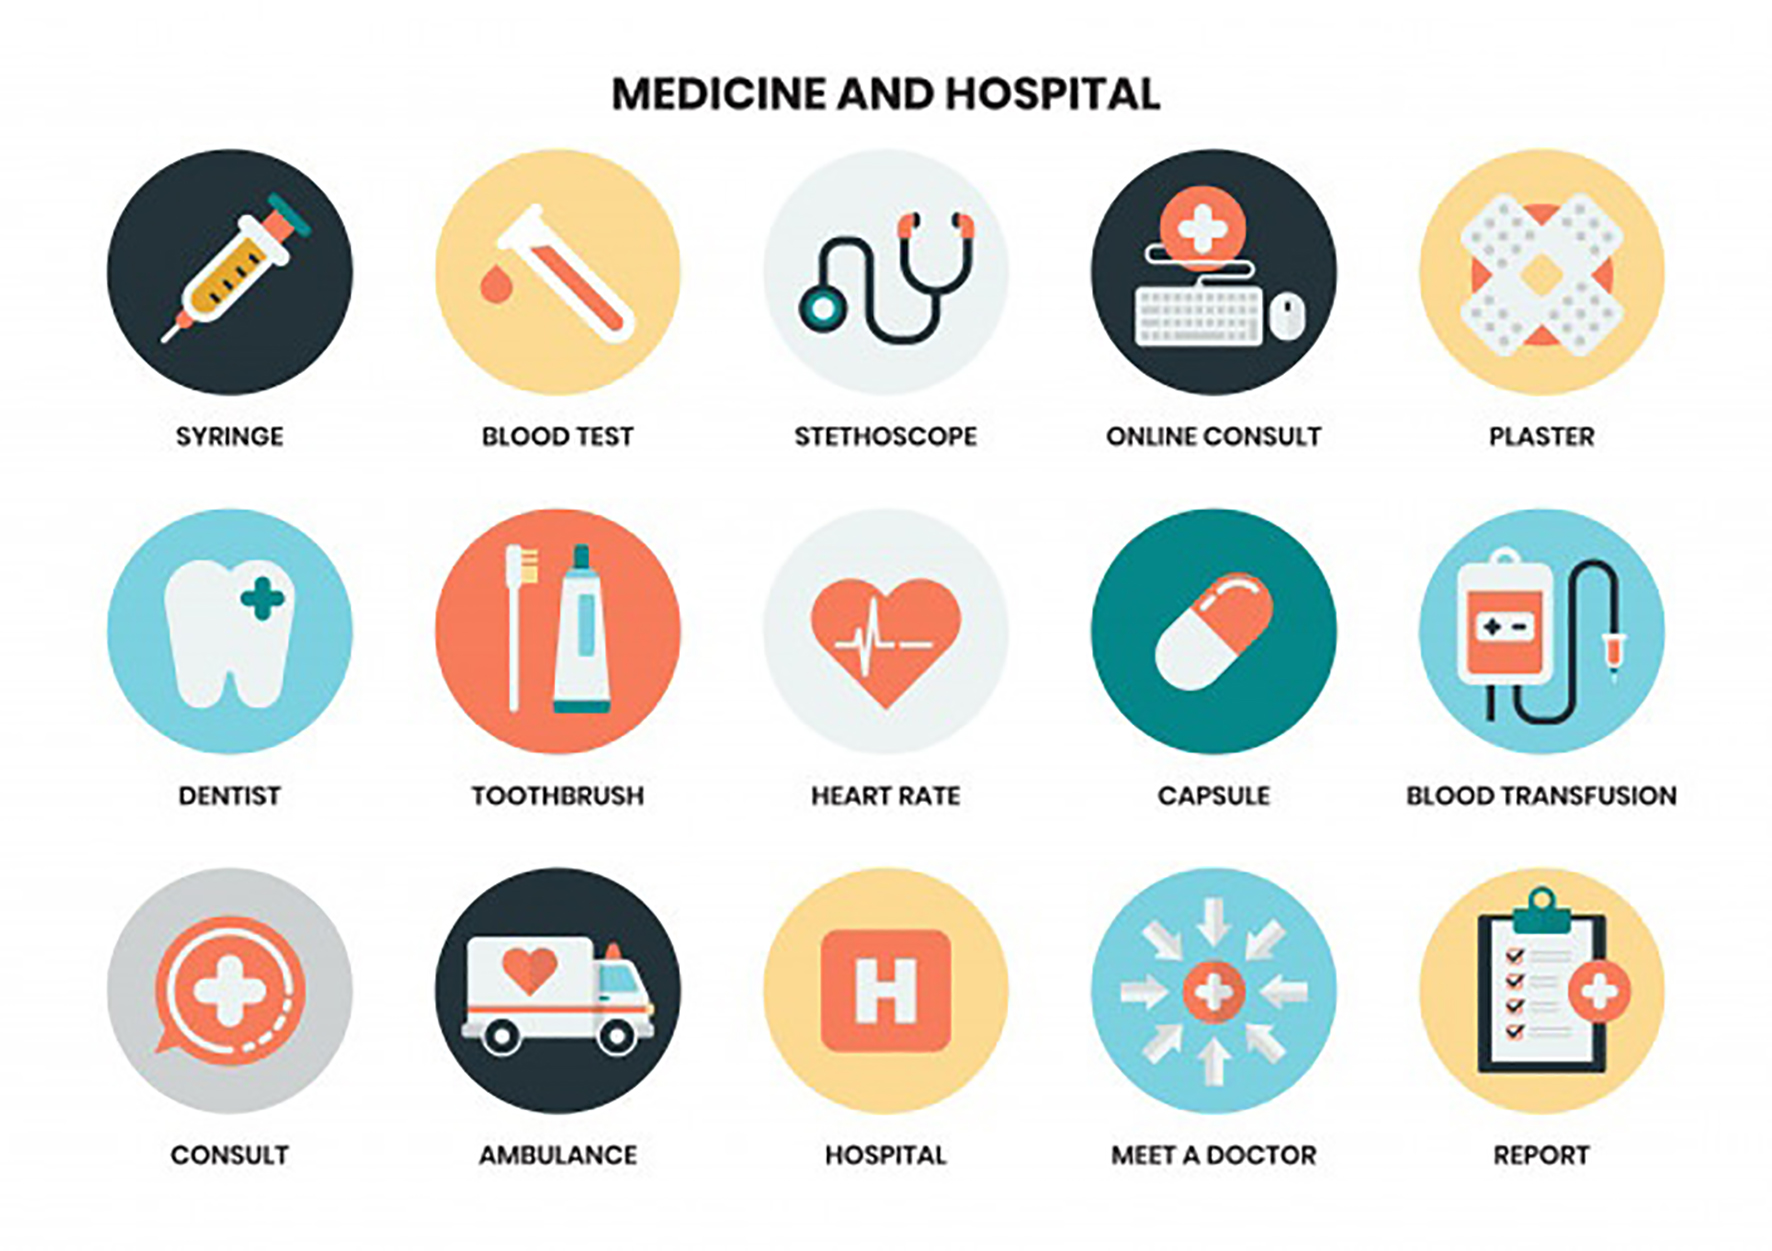 MEDICINE AND HOSPITAL
SYRINGE
BLOOD TEST
STETHOSCOPE
ONLINE CONSULT
PLASTER
DENTIST
TOOTHBRUSH
HEART RATE
CAPSULE
BLOOD TRANSFUSION
H
CONSULT
AMBULANCE
HOSPITAL
MEET A DOCTOR
REPORT